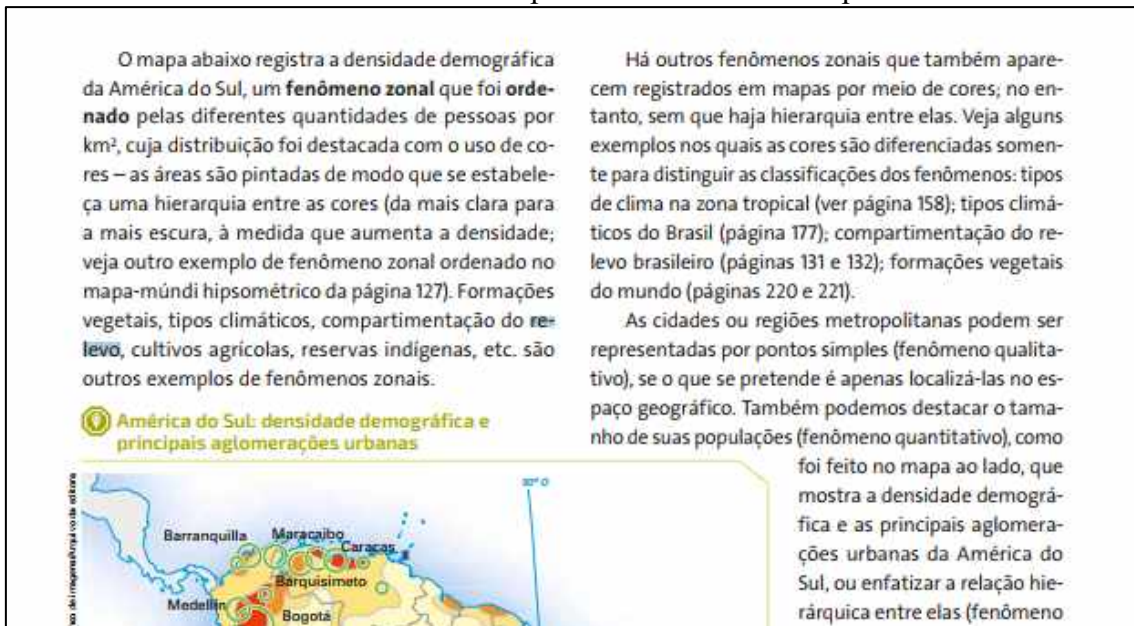 O mapa abaixo registra a densidade demográfica
da América do Sul, um fenômeno zonal que foi orde-
nado pelas diferentes quantidades de pessoas por
km², cuja distribuição foi destacada com o uso de co-
res – as áreas são pintadas de modo que se estabele-
ça uma hierarquia entre as cores (da mais clara para
a mais escura, à medida que aumenta a densidade;
veja outro exemplo de fenômeno zonal ordenado no
mapa-múndi hipsométrico da página 127). Formações
vegetais, tipos climáticos, compartimentação do re-
levo, cultivos agrícolas, reservas indígenas, etc. são
outros exemplos de fenômenos zonais.
América do Sul: densidade demográfica e
principais aglomerações urbanas
Barranquilla
Maracaibo
Caracas
Barquisimeto
Medellín
Bogotá
Há outros fenômenos zonais que também apare-
cem registrados em mapas por meio de cores; no en-
tanto, sem que haja hierarquia entre elas. Veja alguns
exemplos nos quais as cores são diferenciadas somen-
te para distinguir as classificações dos fenômenos: tipos
de clima na zona tropical (ver página 158); tipos climá-
ticos do Brasil (página 177); compartimentação do re-
levo brasileiro (páginas 131 e 132); formações vegetais
do mundo (páginas 220 e 221).
As cidades ou regiões metropolitanas podem ser
representadas por pontos simples (fenômeno qualita-
tivo), se o que se pretende é apenas localizá-las no es-
paço geográfico. Também podemos destacar o tama-
nho de suas populações (fenômeno quantitativo), como
foi feito no mapa ao lado, que
mostra a densidade demográ-
fica e as principais aglomera-
ções urbanas da América do
Sul, ou enfatizar a relação hie-
rárquica entre elas (fenômeno